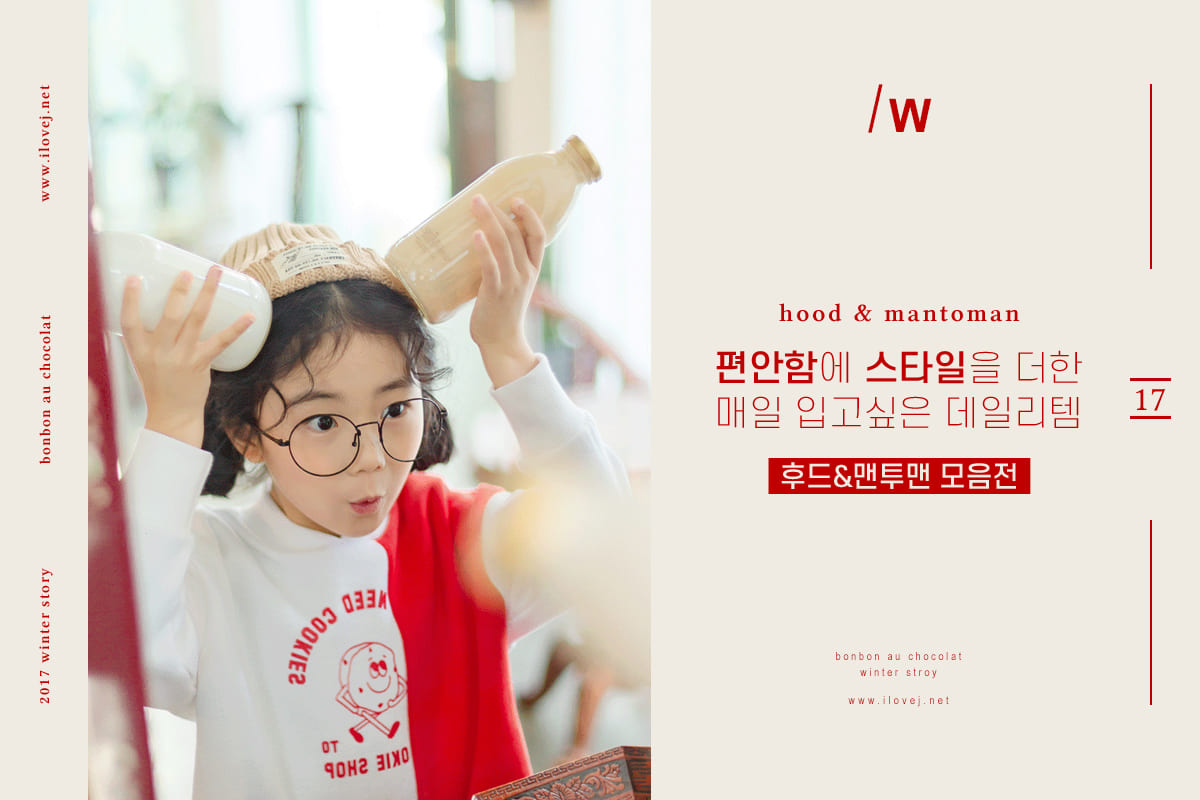 www.ilovej.net
bonbon au chocolat
2017 winter story
NEED COOKIES
TO
OKIE SHOP
/w
hood & mantoman
편안함에 스타일을 더한
매일 입고싶은 데일리템
후드&맨투맨 모음전
17
bonbon au chocolat
winter stroy
www.ilovej.net